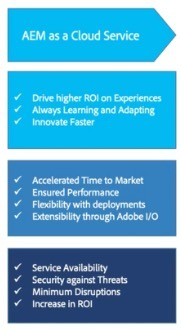 AEM as a Cloud Service
✓ Drive higher ROI on Experiences
✓ Always Learning and Adapting
✓ Innovate Faster
✓ Accelerated Time to Market
✓ Ensured Performance
✓ Flexibility with deployments
✓ Extensibility through Adobe I/O
✓ Service Availability
✓ Security against Threats
✓ Minimum Disruptions
✓ Increase in ROI